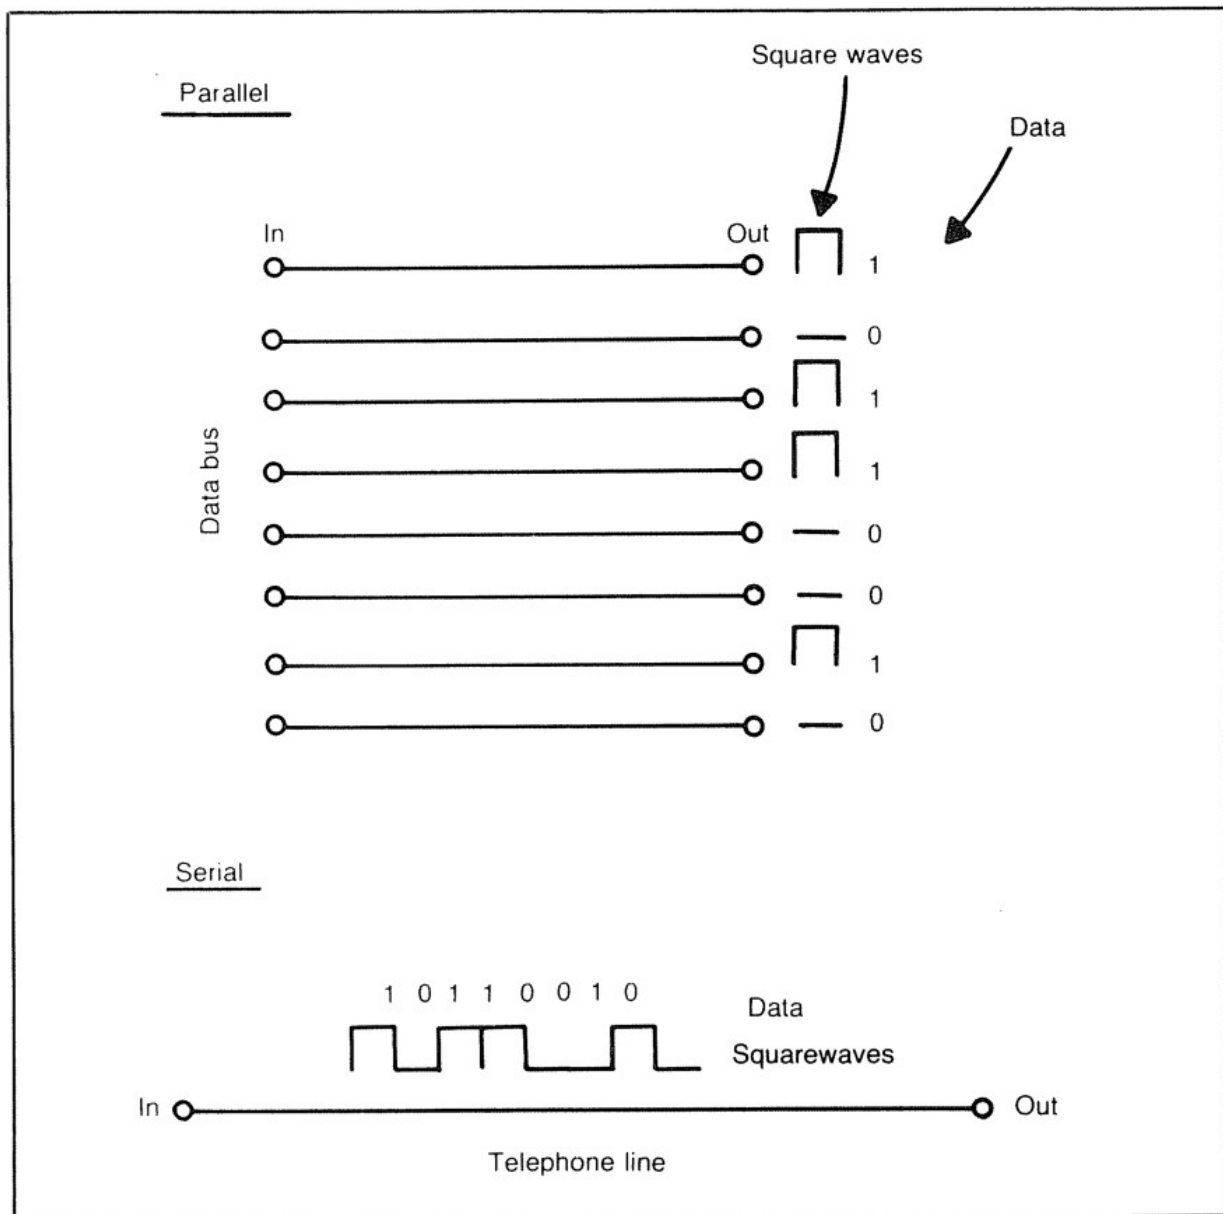 Parallel
Square waves
Data
In
Out
1
0
1
1
0
0
1
0
Data bus
Serial
1 0 1 1 0 0 1 0
Data
Squarewaves
In
Out
Telephone line